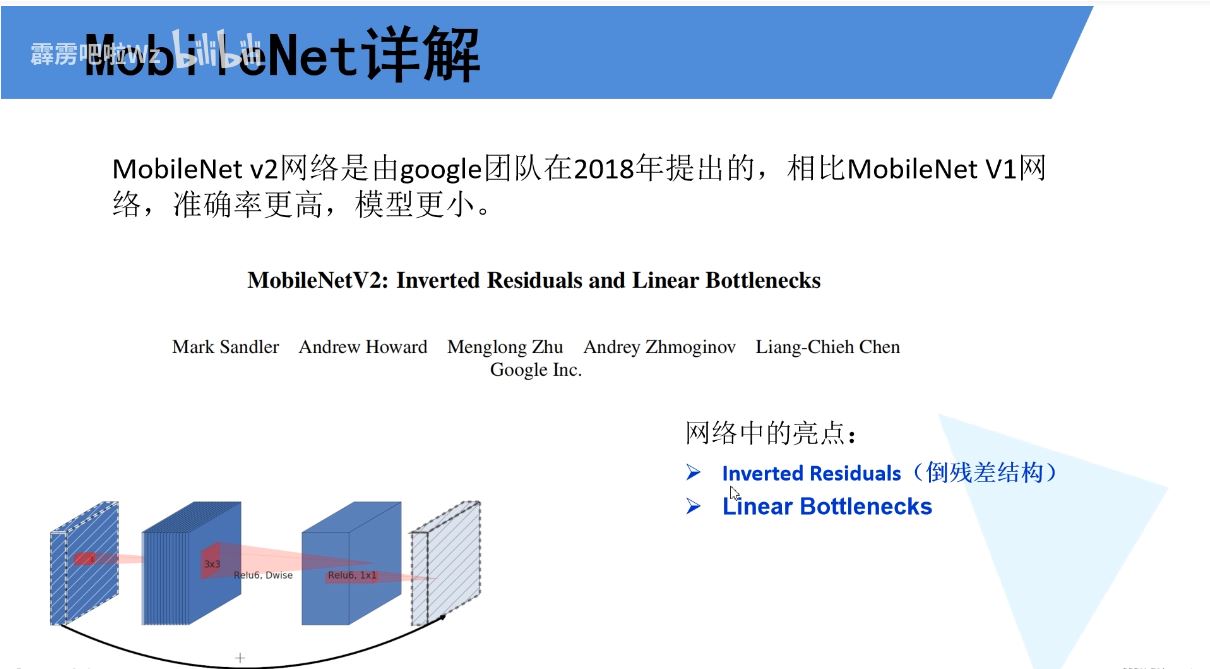 霹雳吧啦Wz bilibili
MobileNet详解
MobileNet v2网络是由google团队在2018年提出的，相比MobileNet V1网
络，准确率更高，模型更小。
MobileNetV2: Inverted Residuals and Linear Bottlenecks
Mark Sandler Andrew Howard Menglong Zhu Andrey Zhmoginov Liang-Chieh Chen
Google Inc.
网络中的亮点：
Inverted Residuals（倒残差结构）
Linear Bottlenecks
3x3
Relu6, Dwise
Relu6, 1x1
+